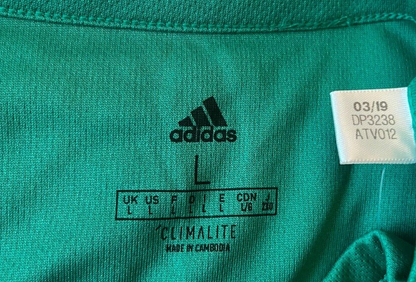 adidas
L
UK US F D I E CDN J
L L L L L L L/G
CLIMALITE
MADE IN CAMBODIA
03/19
DP3238
ATV012